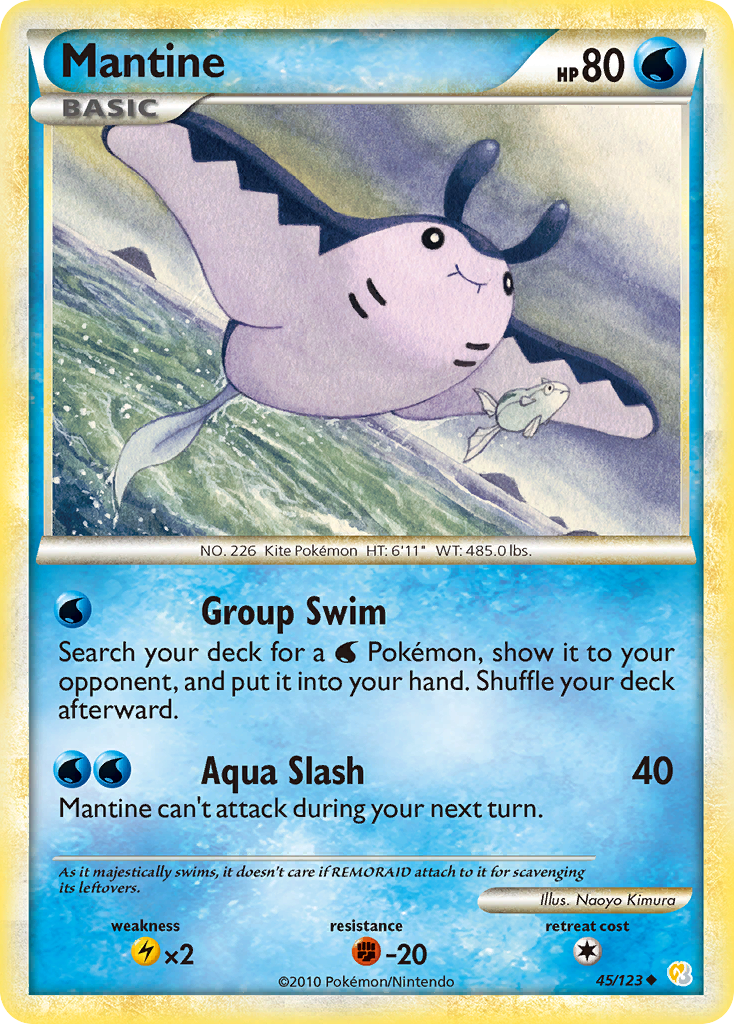 Mantine
HP 80
BASIC
NO. 226 Kite Pokémon HT: 6'11" WT: 485.0 lbs.
Group Swim
Search your deck for a Pokémon, show it to your
opponent, and put it into your hand. Shuffle your deck
afterward.
Aqua Slash 40
Mantine can't attack during your next turn.
As it majestically swims, it doesn't care if REMORAID attach to it for scavenging
its leftovers.
Illus. Naoyo Kimura
weakness resistance retreat cost
×2 -20
©2010 Pokémon/Nintendo 45/123